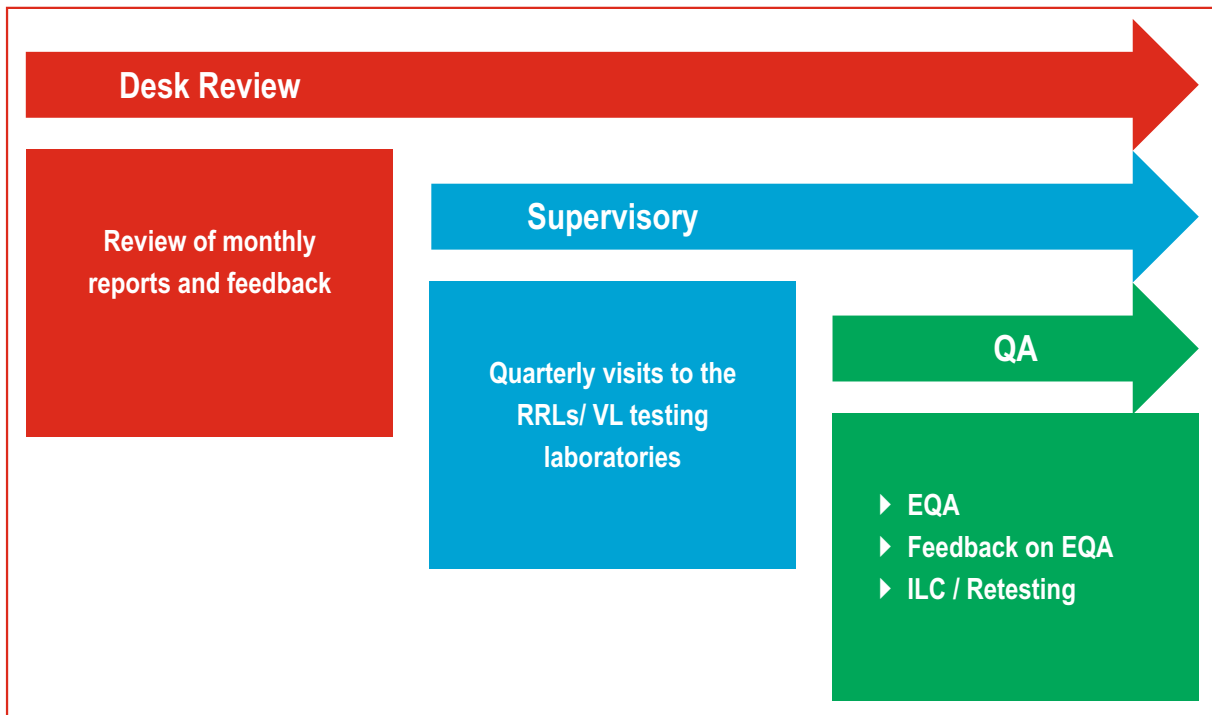 Desk Review
Review of monthly
reports and feedback
Supervisory
Quarterly visits to the
RRLs/ VL testing
laboratories
QA
EQA
Feedback on EQA
ILC / Retesting